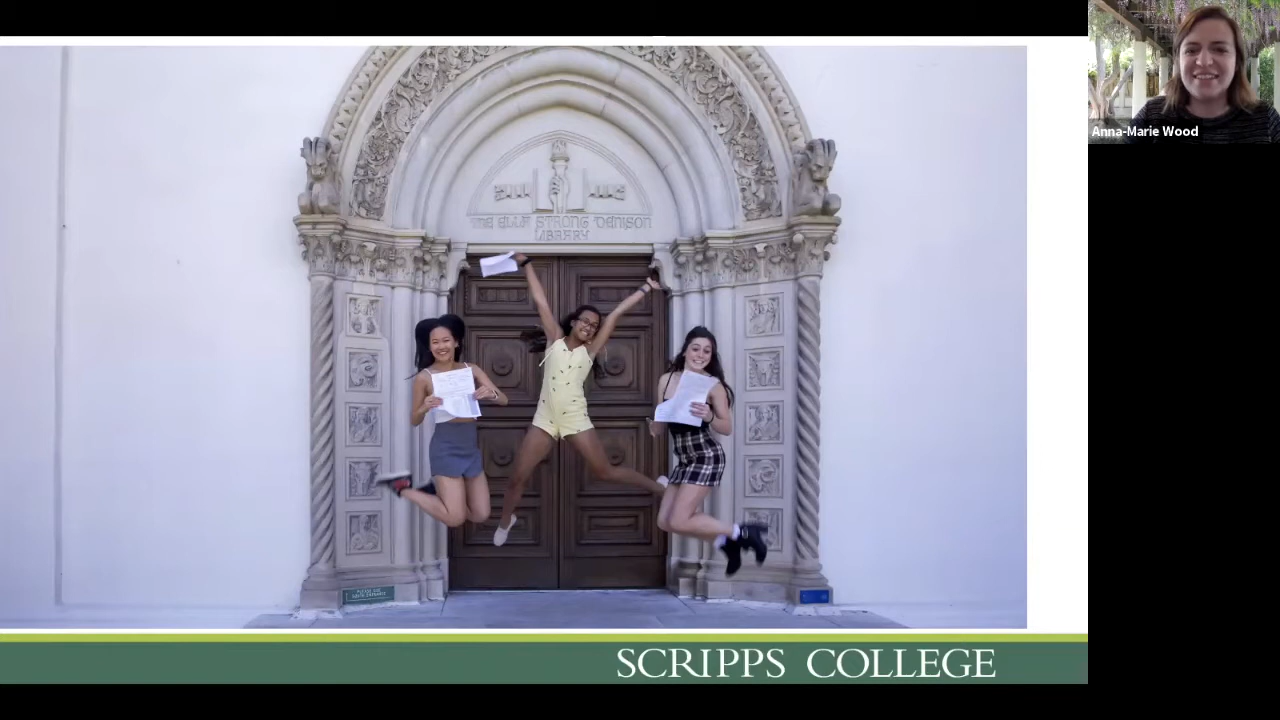 Anna-Marie Wood
THE ELLA STRONG DENISON
LIBRARY
SCRIPPS COLLEGE